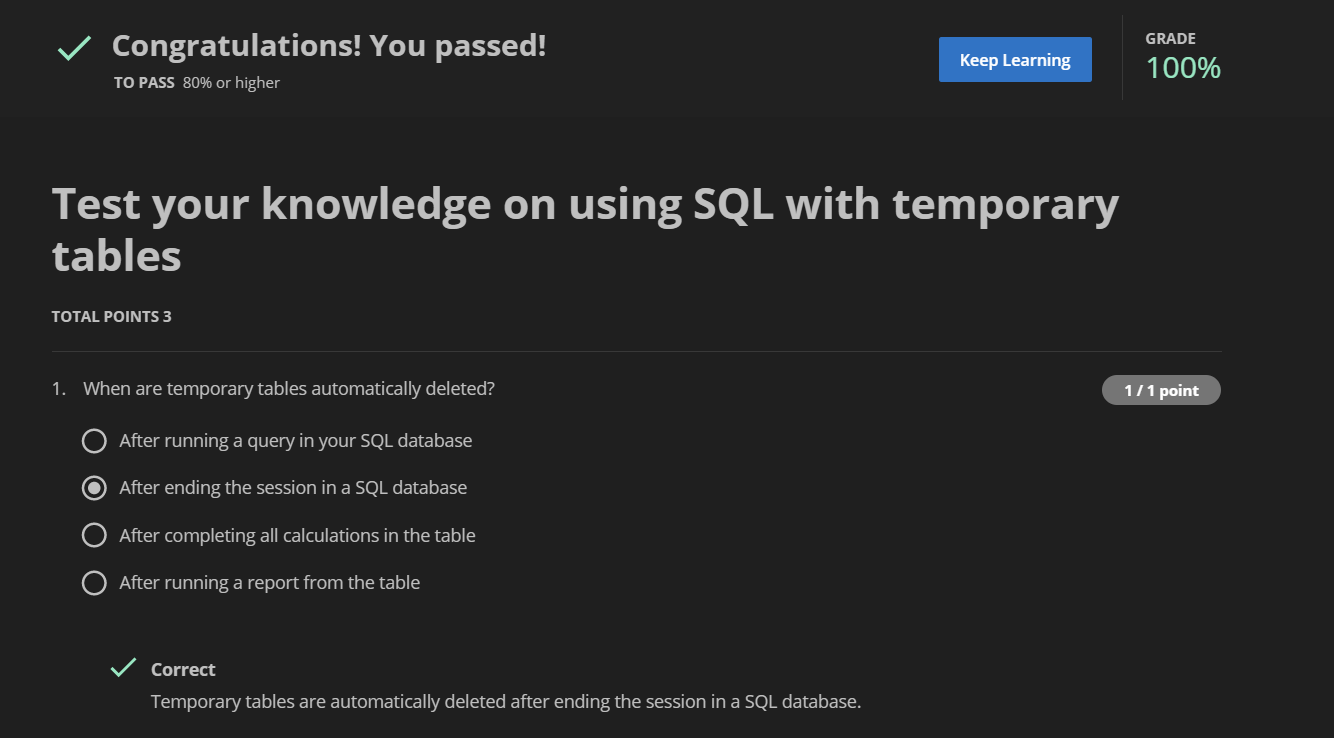 Congratulations! You passed!
TO PASS 80% or higher
Keep Learning
GRADE
100%
Test your knowledge on using SQL with temporary
tables
TOTAL POINTS 3
1. When are temporary tables automatically deleted?
1 / 1 point
After running a query in your SQL database
After ending the session in a SQL database
After completing all calculations in the table
After running a report from the table
Correct
Temporary tables are automatically deleted after ending the session in a SQL database.